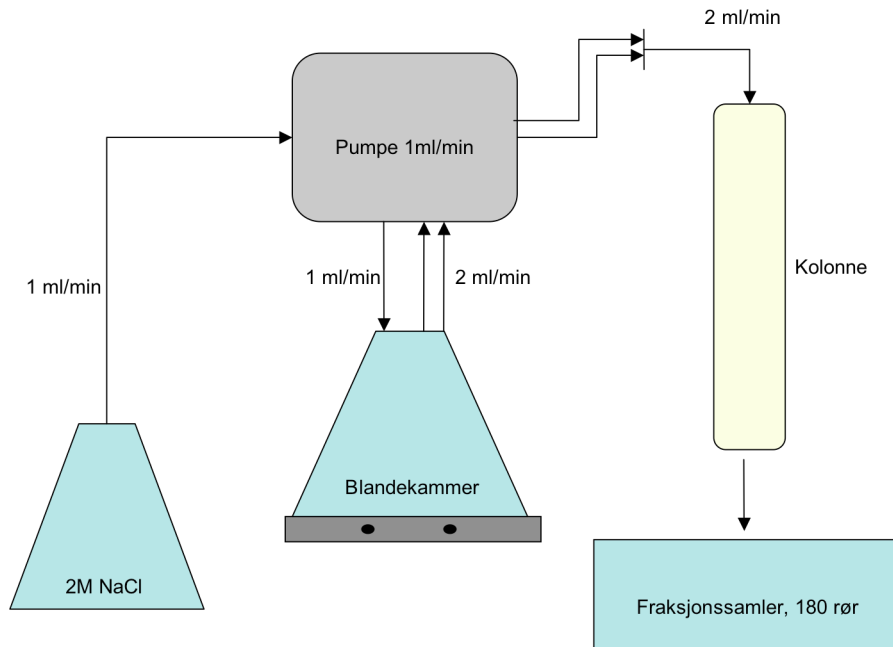 2 ml/min
Pumpe 1ml/min
1 ml/min
1 ml/min
2 ml/min
Kolonne
Blandekammer
2M NaCl
Fraksjonssamler, 180 rør